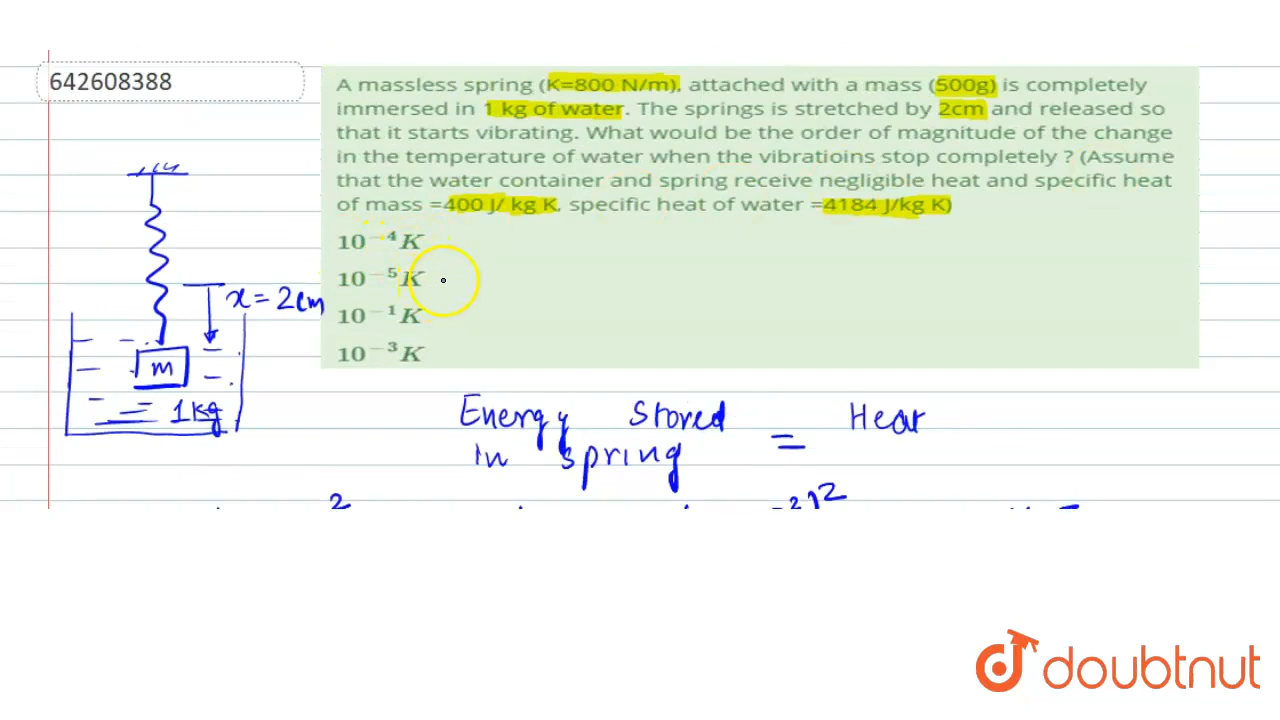 642608388
A massless spring (K=800 N/m), attached with a mass (500g) is completely
immersed in 1 kg of water. The springs is stretched by 2cm and released so
that it starts vibrating. What would be the order of magnitude of the change
in the temperature of water when the vibratioins stop completely ? (Assume
that the water container and spring receive negligible heat and specific heat
of mass =400 J/ kg K, specific heat of water =4184 J/kg K)
10⁻⁴ K
10⁻⁵ K
10⁻¹ K
10⁻³ K
x = 2cm
m
1 kg
Energy Stored = Heat
in spring
doubtnut